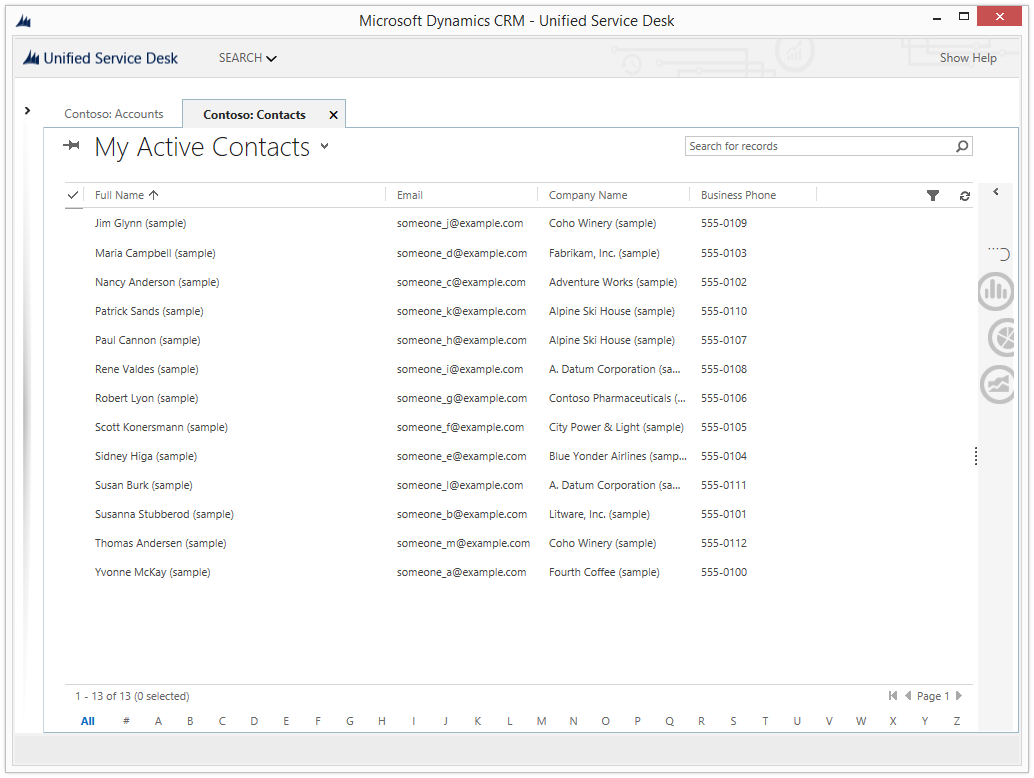 Microsoft Dynamics CRM - Unified Service Desk
Unified Service Desk SEARCH Show Help
Contoso: Accounts Contoso: Contacts
My Active Contacts Search for records
Full Name Email Company Name Business Phone
Jim Glynn (sample) someone_j@example.com Coho Winery (sample) 555-0109
Maria Campbell (sample) someone_d@example.com Fabrikam, Inc. (sample) 555-0103
Nancy Anderson (sample) someone_c@example.com Adventure Works (sample) 555-0102
Patrick Sands (sample) someone_k@example.com Alpine Ski House (sample) 555-0110
Paul Cannon (sample) someone_h@example.com Alpine Ski House (sample) 555-0107
Rene Valdes (sample) someone_i@example.com A. Datum Corporation (sa... 555-0108
Robert Lyon (sample) someone_g@example.com Contoso Pharmaceuticals (... 555-0106
Scott Konersmann (sample) someone_f@example.com City Power & Light (sample) 555-0105
Sidney Higa (sample) someone_e@example.com Blue Yonder Airlines (samp... 555-0104
Susan Burk (sample) someone_l@example.com A. Datum Corporation (sa... 555-0111
Susanna Stubberod (sample) someone_b@example.com Litware, Inc. (sample) 555-0101
Thomas Andersen (sample) someone_m@example.com Coho Winery (sample) 555-0112
Yvonne McKay (sample) someone_a@example.com Fourth Coffee (sample) 555-0100
1 - 13 of 13 (0 selected) Page 1
All # A B C D E F G H I J K L M N O P Q R S T U V W X Y Z